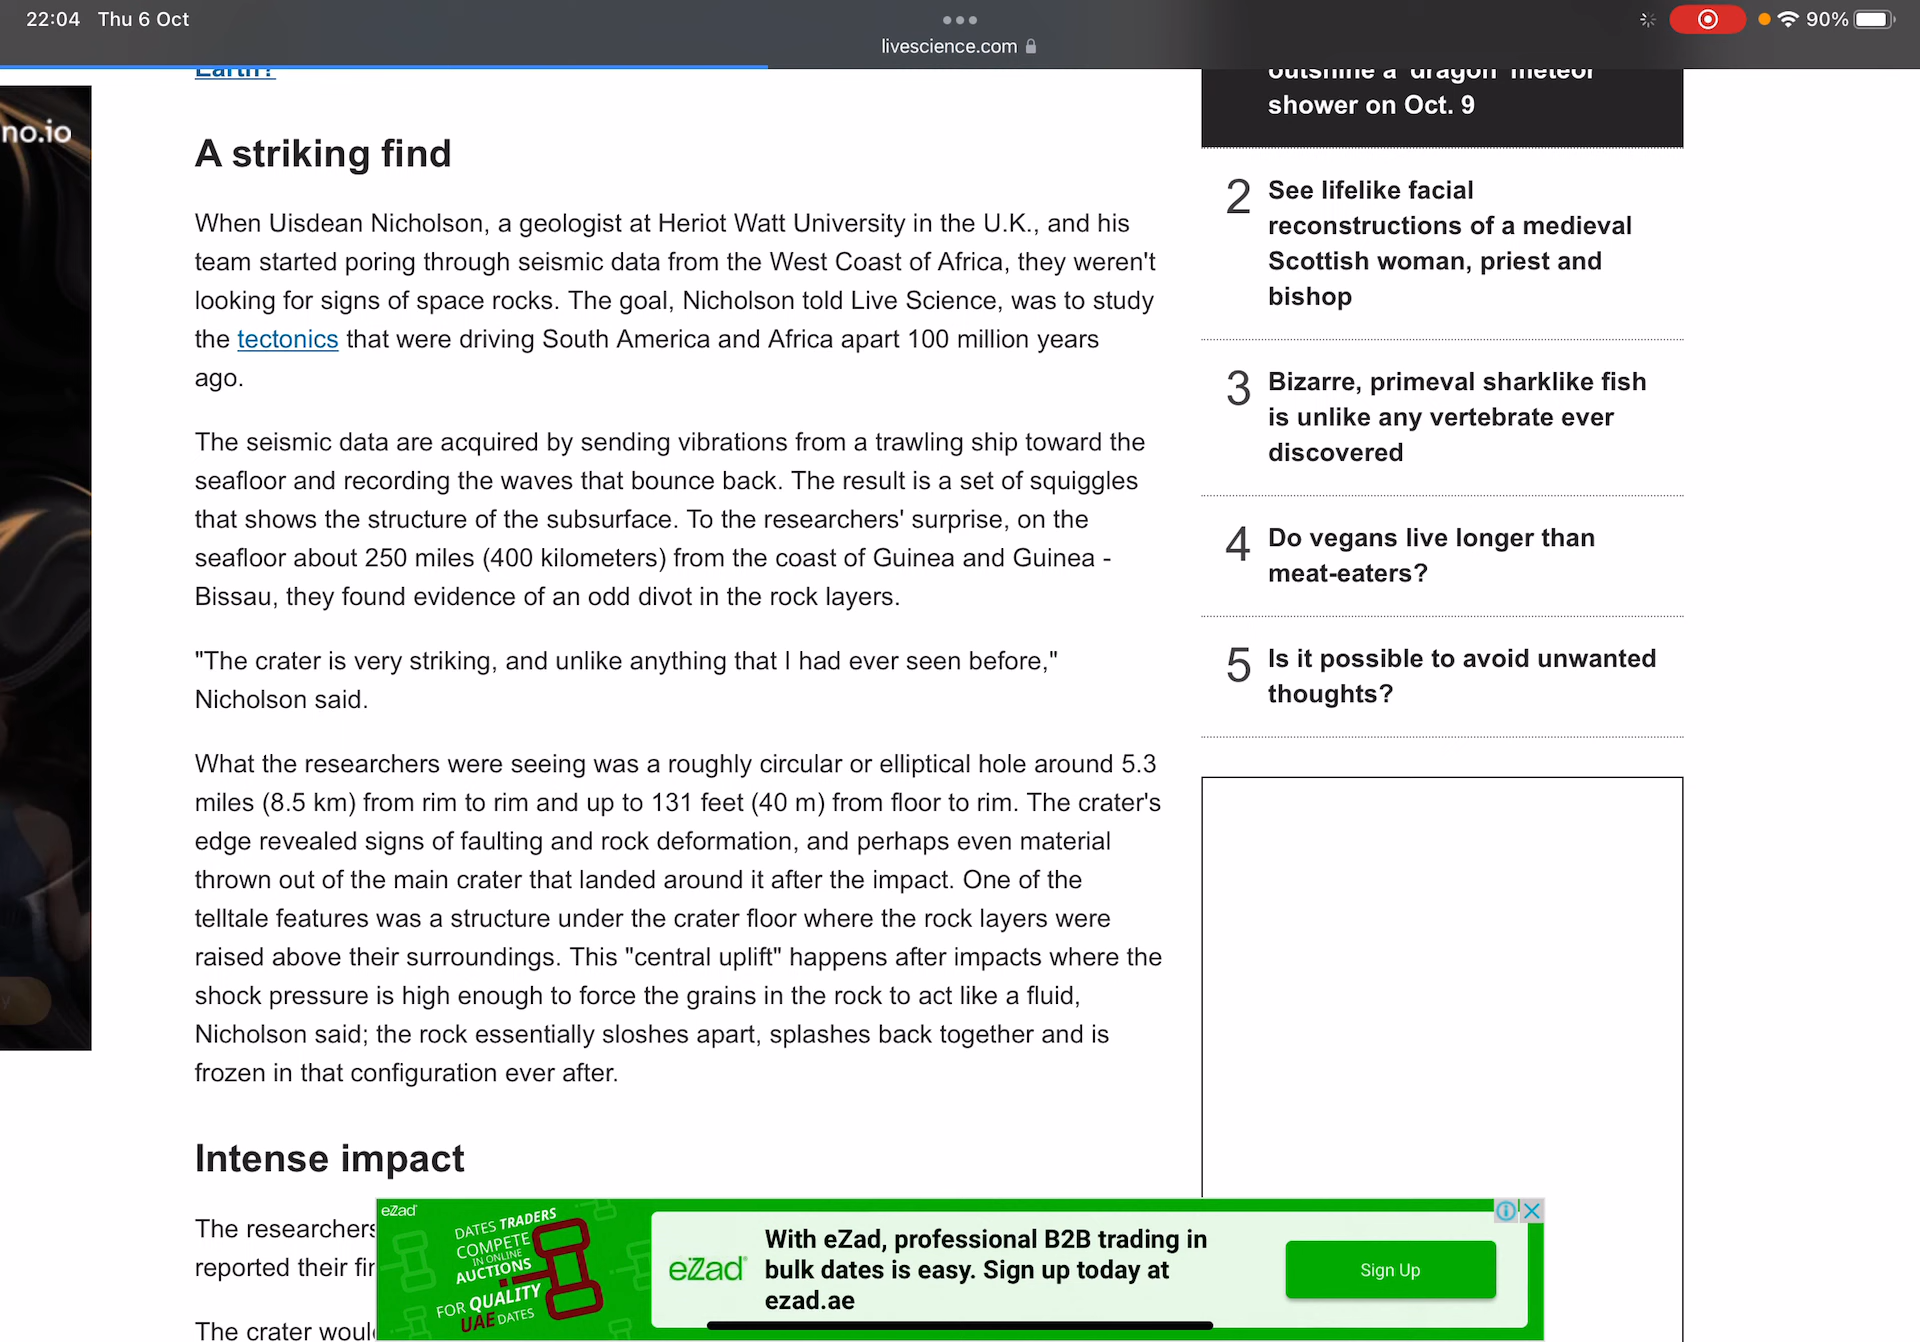 22:04 Thu 6 Oct
90%
livescience.com
Earth?
no.io
A striking find
When Uisdean Nicholson, a geologist at Heriot Watt University in the U.K., and his
team started poring through seismic data from the West Coast of Africa, they weren't
looking for signs of space rocks. The goal, Nicholson told Live Science, was to study
the tectonics that were driving South America and Africa apart 100 million years
ago.
The seismic data are acquired by sending vibrations from a trawling ship toward the
seafloor and recording the waves that bounce back. The result is a set of squiggles
that shows the structure of the subsurface. To the researchers' surprise, on the
seafloor about 250 miles (400 kilometers) from the coast of Guinea and Guinea -
Bissau, they found evidence of an odd divot in the rock layers.
"The crater is very striking, and unlike anything that I had ever seen before,"
Nicholson said.
What the researchers were seeing was a roughly circular or elliptical hole around 5.3
miles (8.5 km) from rim to rim and up to 131 feet (40 m) from floor to rim. The crater's
edge revealed signs of faulting and rock deformation, and perhaps even material
thrown out of the main crater that landed around it after the impact. One of the
telltale features was a structure under the crater floor where the rock layers were
raised above their surroundings. This "central uplift" happens after impacts where the
shock pressure is high enough to force the grains in the rock to act like a fluid,
Nicholson said; the rock essentially sloshes apart, splashes back together and is
frozen in that configuration ever after.
Intense impact
The researchers
reported their fin
The crater would
outshine a 'dragon' meteor
shower on Oct. 9
2
See lifelike facial
reconstructions of a medieval
Scottish woman, priest and
bishop
3
Bizarre, primeval sharklike fish
is unlike any vertebrate ever
discovered
4
Do vegans live longer than
meat-eaters?
5
Is it possible to avoid unwanted
thoughts?
eZad
DATES TRADERS
COMPETE
IN ONLINE
AUCTIONS
FOR QUALITY
UAE DATES
eZad
With eZad, professional B2B trading in
bulk dates is easy. Sign up today at
ezad.ae
Sign Up